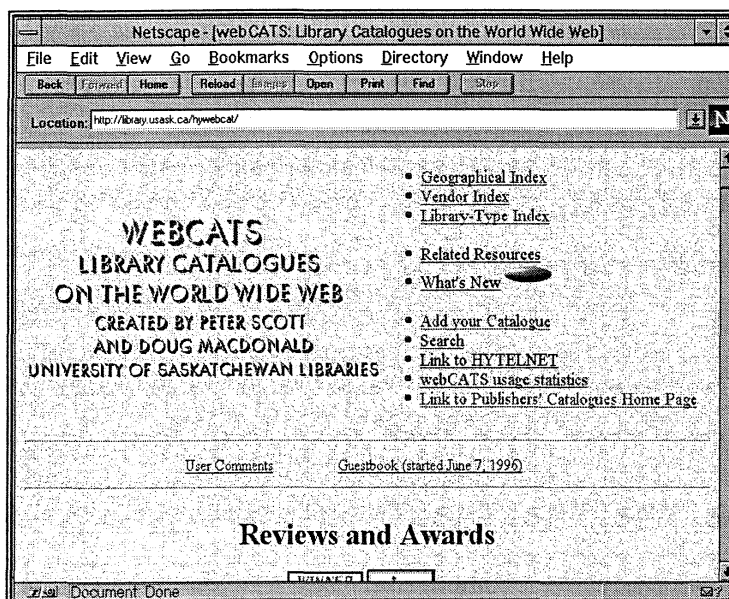 Netscape - [webCATS: Library Catalogues on the World Wide Web]
File Edit View Go Bookmarks Options Directory Window Help
Back Forward Home Reload Images Open Print Find Stop
Location: http://library.usask.ca/hywebcat/
N
WEBCATS
LIBRARY CATALOGUES
ON THE WORLD WIDE WEB
CREATED BY PETER SCOTT
AND DOUG MACDONALD
UNIVERSITY OF SASKATCHEWAN LIBRARIES
Geographical Index
Vendor Index
Library-Type Index
Related Resources
What's New
Add your Catalogue
Search
Link to HYTELNET
webCATS usage statistics
Link to Publishers' Catalogues Home Page
User Comments Guestbook (started June 7, 1996)
Reviews and Awards
WINNER
Document: Done